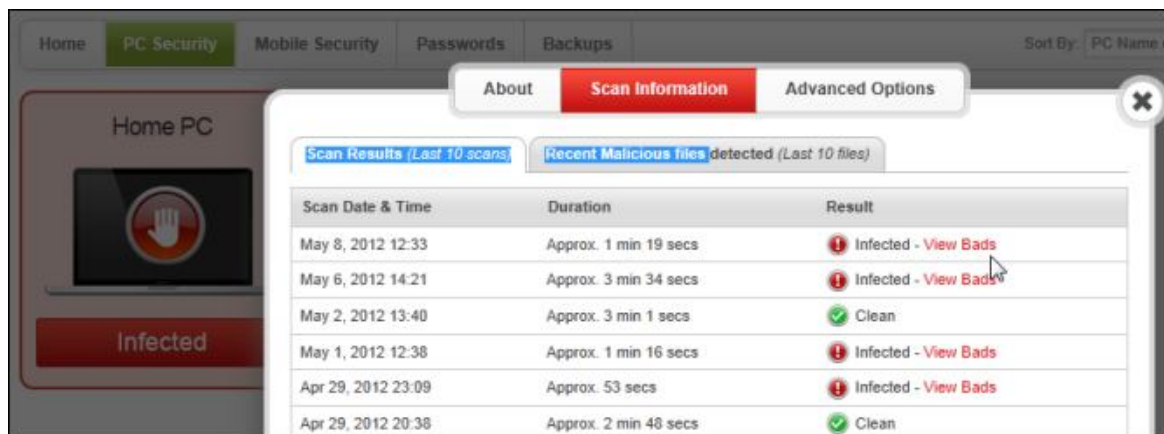 Home PC Security Mobile Security Passwords Backups Sort By: PC Name
About Scan Information Advanced Options
Home PC
Infected
Scan Results (Last 10 scans) Recent Malicious files detected (Last 10 files)
Scan Date & Time Duration Result
May 8, 2012 12:33 Approx. 1 min 19 secs Infected - View Bads
May 6, 2012 14:21 Approx. 3 min 34 secs Infected - View Bads
May 2, 2012 13:40 Approx. 3 min 1 secs Clean
May 1, 2012 12:38 Approx. 1 min 16 secs Infected - View Bads
Apr 29, 2012 23:09 Approx. 53 secs Infected - View Bads
Apr 29, 2012 20:38 Approx. 2 min 48 secs Clean